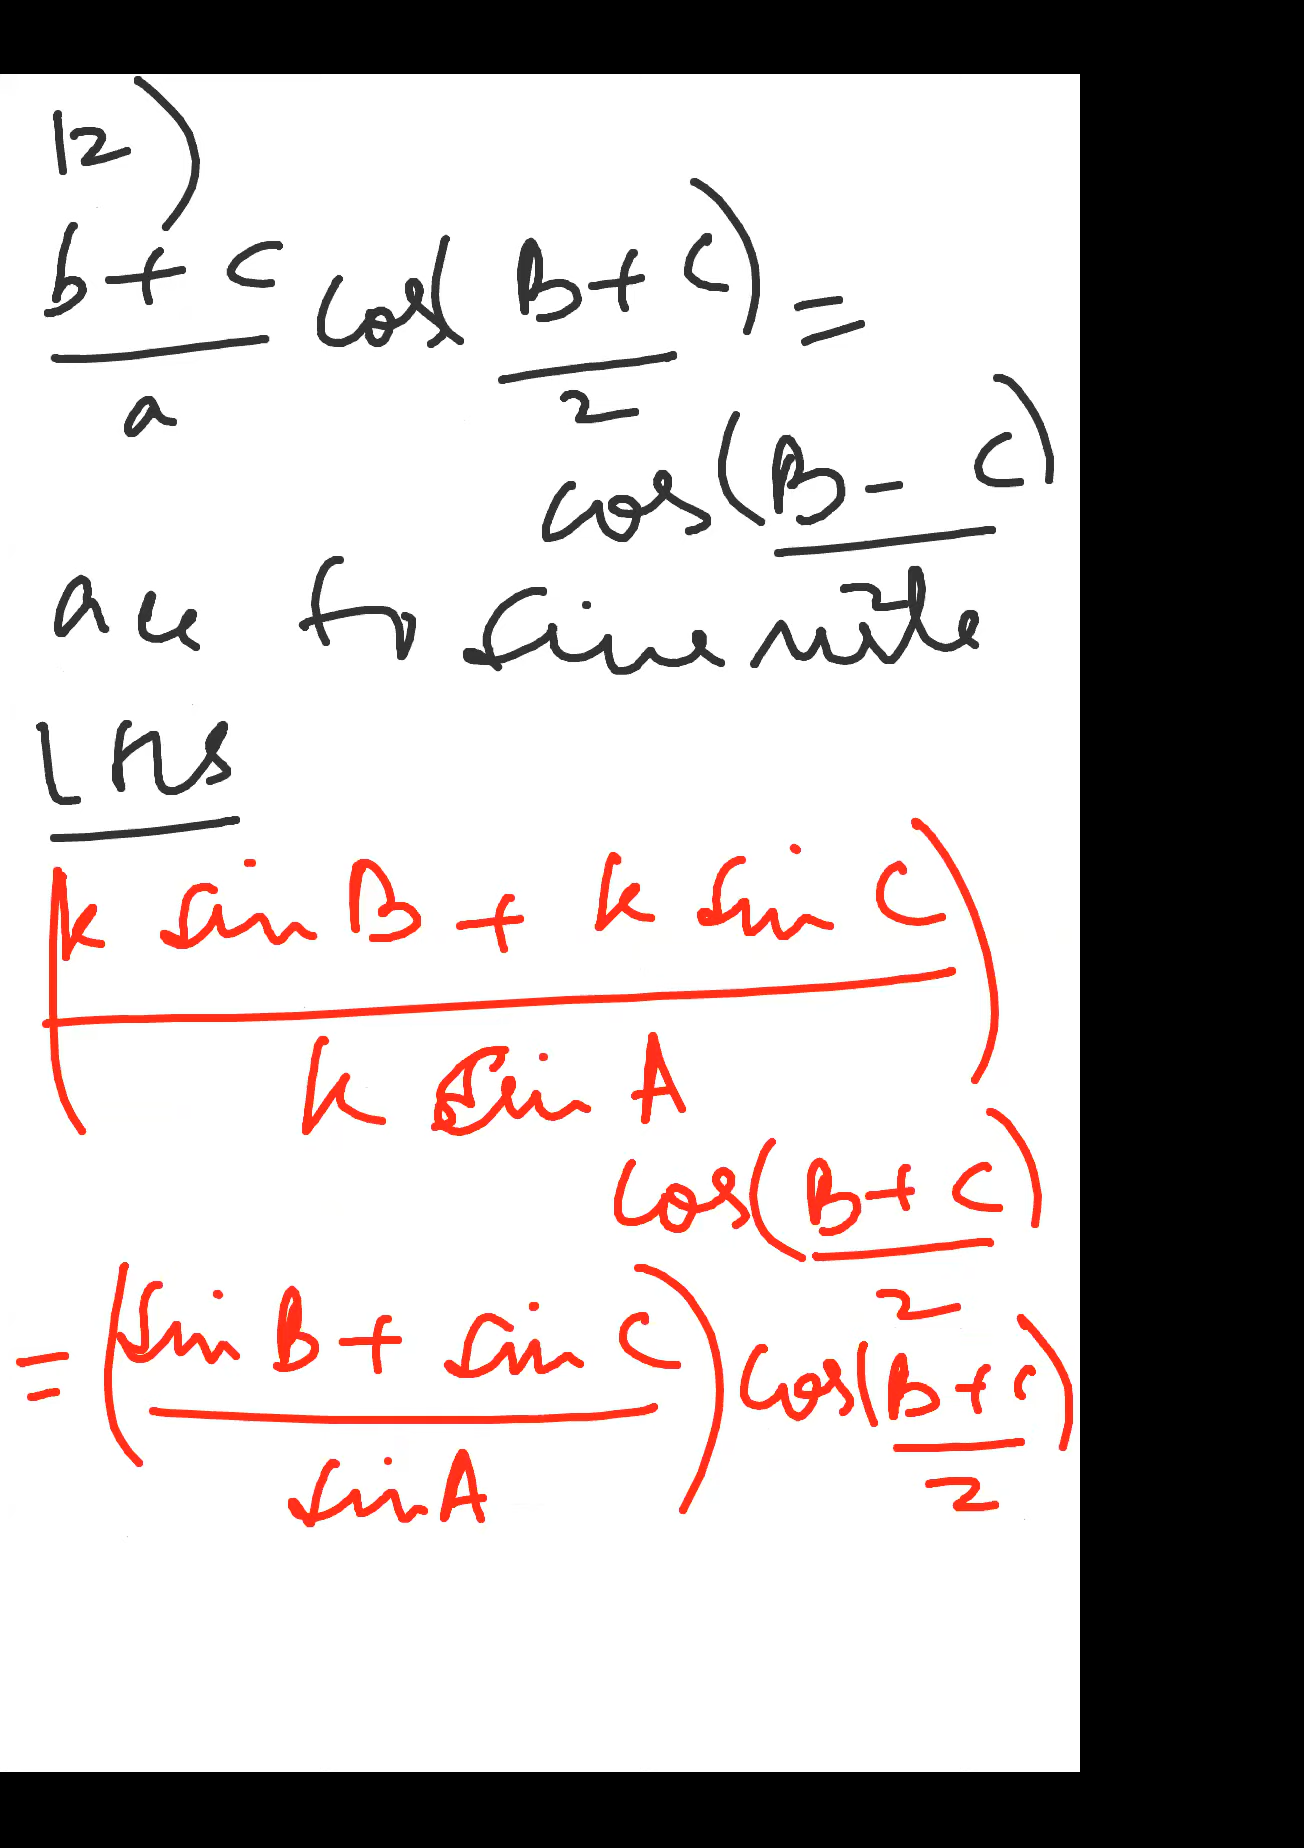 12)
b + c / a cos( B + C / 2 ) =
cos( B - C / 2 )
acc to sine rule
LHS
( k sin B + k sin C / k sin A )
cos( B + C / 2 )
= ( sin B + sin C / sin A ) cos( B + C / 2 )